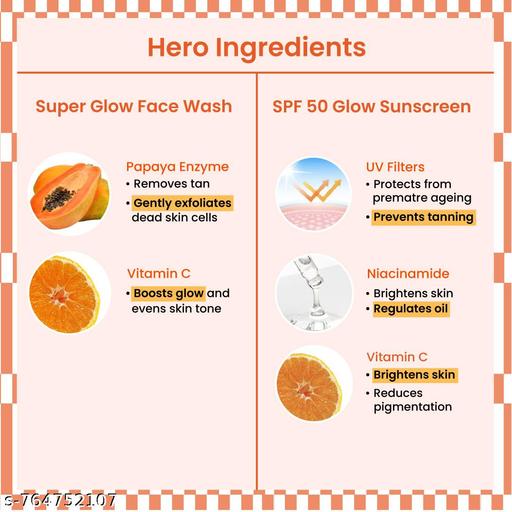 Hero Ingredients
Super Glow Face Wash
Papaya Enzyme
• Removes tan
• Gently exfoliates
dead skin cells
Vitamin C
• Boosts glow and
evens skin tone
SPF 50 Glow Sunscreen
UV Filters
• Protects from
prematre ageing
• Prevents tanning
Niacinamide
• Brightens skin
• Regulates oil
Vitamin C
• Brightens skin
• Reduces
pigmentation
s-764752107